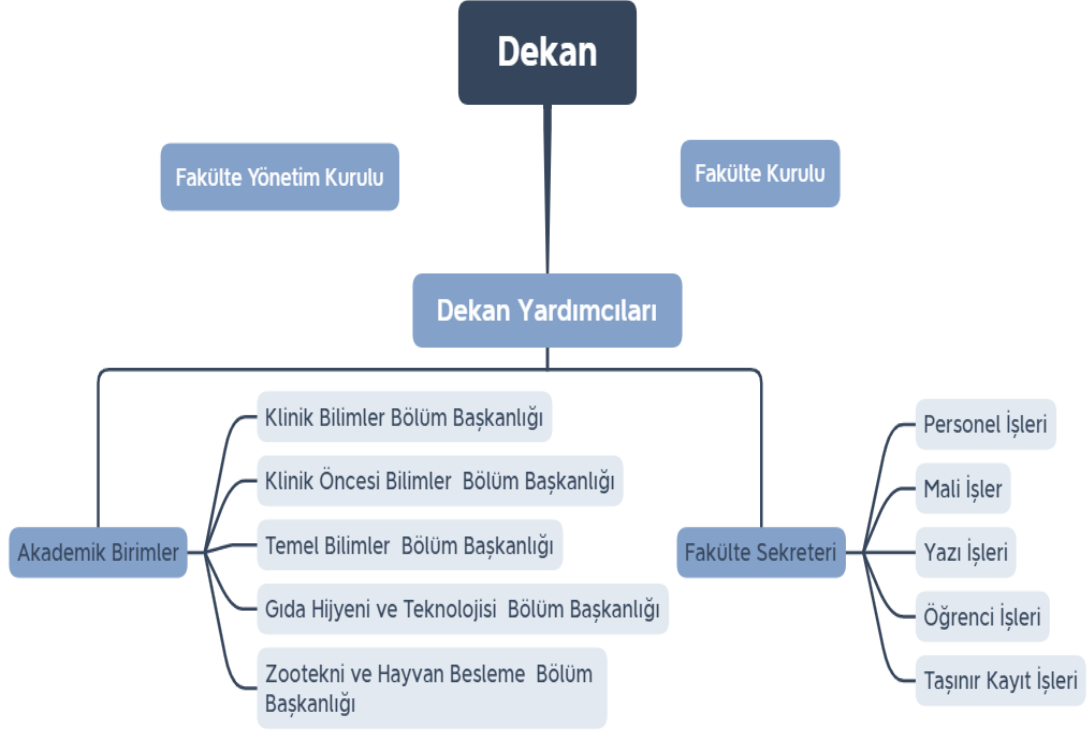 Dekan
Fakülte Yönetim Kurulu
Fakülte Kurulu
Dekan Yardımcıları
Akademik Birimler
Klinik Bilimler Bölüm Başkanlığı
Klinik Öncesi Bilimler  Bölüm Başkanlığı
Temel Bilimler  Bölüm Başkanlığı
Gıda Hijyeni ve Teknolojisi  Bölüm Başkanlığı
Zootekni ve Hayvan Besleme  Bölüm
Başkanlığı
Fakülte Sekreteri
Personel İşleri
Mali İşler
Yazı İşleri
Öğrenci İşleri
Taşınır Kayıt İşleri